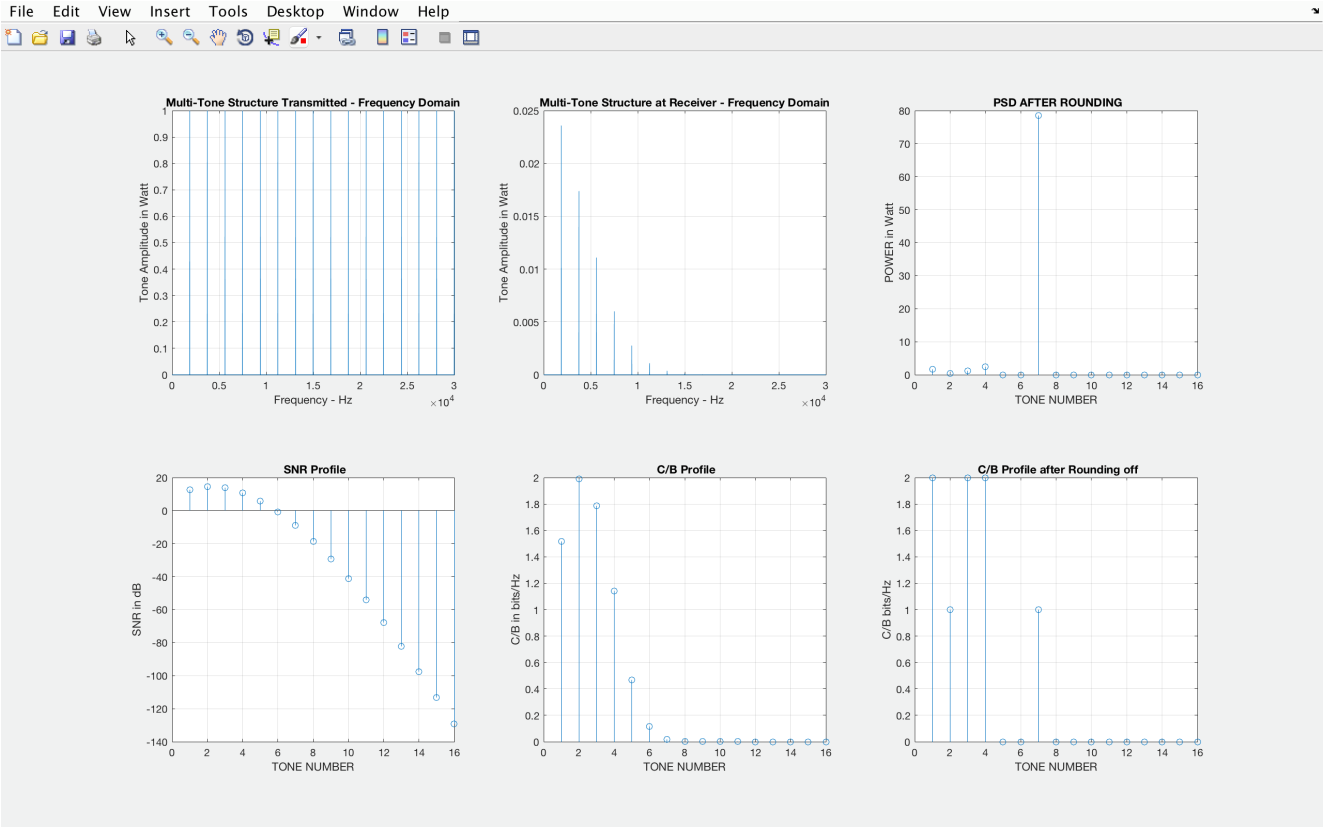 File Edit View Insert Tools Desktop Window Help
Multi-Tone Structure Transmitted - Frequency Domain
Tone Amplitude in Watt
1
0.9
0.8
0.7
0.6
0.5
0.4
0.3
0.2
0.1
0
0 0.5 1 1.5 2 2.5 3
Frequency - Hz
×10^4
Multi-Tone Structure at Receiver - Frequency Domain
Tone Amplitude in Watt
0.025
0.02
0.015
0.01
0.005
0
0 0.5 1 1.5 2 2.5 3
Frequency - Hz
×10^4
PSD AFTER ROUNDING
POWER in Watt
80
70
60
50
40
30
20
10
0
0 2 4 6 8 10 12 14 16
TONE NUMBER
SNR Profile
SNR in dB
20
0
-20
-40
-60
-80
-100
-120
-140
0 2 4 6 8 10 12 14 16
TONE NUMBER
C/B Profile
C/B in bits/Hz
2
1.8
1.6
1.4
1.2
1
0.8
0.6
0.4
0.2
0
0 2 4 6 8 10 12 14 16
TONE NUMBER
C/B Profile after Rounding off
C/B bits/Hz
2
1.8
1.6
1.4
1.2
1
0.8
0.6
0.4
0.2
0
0 2 4 6 8 10 12 14 16
TONE NUMBER